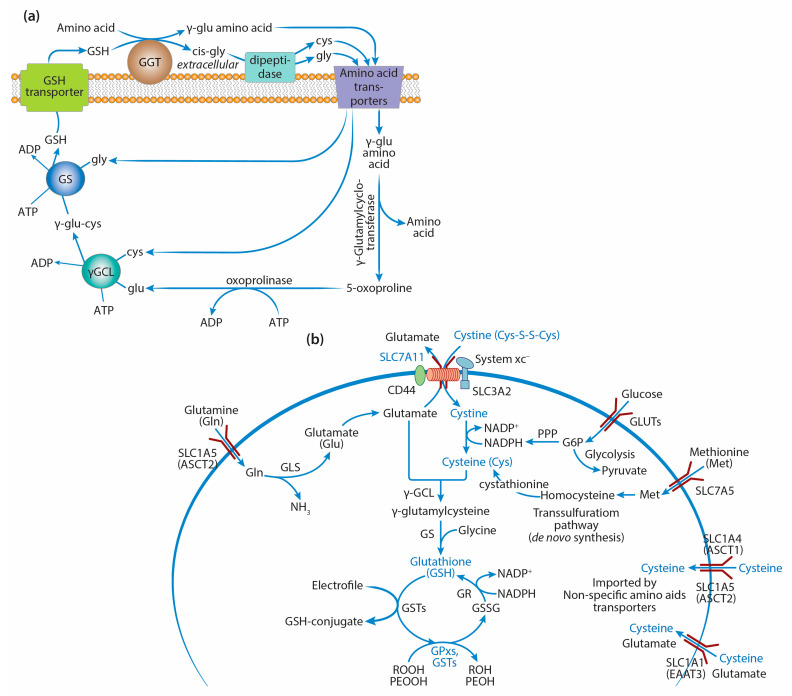 (a)
Amino acid
γ-glu amino acid
GSH
GGT
cis-gly
extracellular
dipepti-
dase
cys
gly
GSH
transporter
Amino acid
trans-
porters
GSH
ADP
gly
GS
ATP
γ-glu-cys
γ-glu
amino
acid
γ-Glutamylcyclo-
transferase
Amino
acid
cys
ADP
γGCL
glu
ATP
oxoprolinase
5-oxoproline
ADP
ATP
(b)
Glutamate
Cystine (Cys-S-S-Cys)
SLC7A11
System xc⁻
CD44
SLC3A2
Glutamine
(Gln)
SLC1A5
(ASCT2)
Gln
GLS
NH₃
Glutamate
(Glu)
Glutamate
Cystine
NADP⁺
NADPH
PPP
G6P
Glucose
GLUTs
Glycolysis
Pyruvate
Cysteine (Cys)
cystathionine
Homocysteine
Met
Methionine
(Met)
SLC7A5
γ-GCL
γ-glutamylcysteine
Transsulfuratiom
pathway
(de novo synthesis)
GS
Glycine
Glutathione
(GSH)
NADP⁺
NADPH
GR
GSSG
Electrofile
GSTs
GSH-conjugate
GPxs,
GSTs
ROOH
PEOOH
ROH
PEOH
SLC1A4
(ASCT1)
Cysteine
Cysteine
SLC1A5
(ASCT2)
Imported by
Non-specific amino aids
transporters
Cysteine
Glutamate
SLC1A1
(EAAT3)
Cysteine
Glutamate